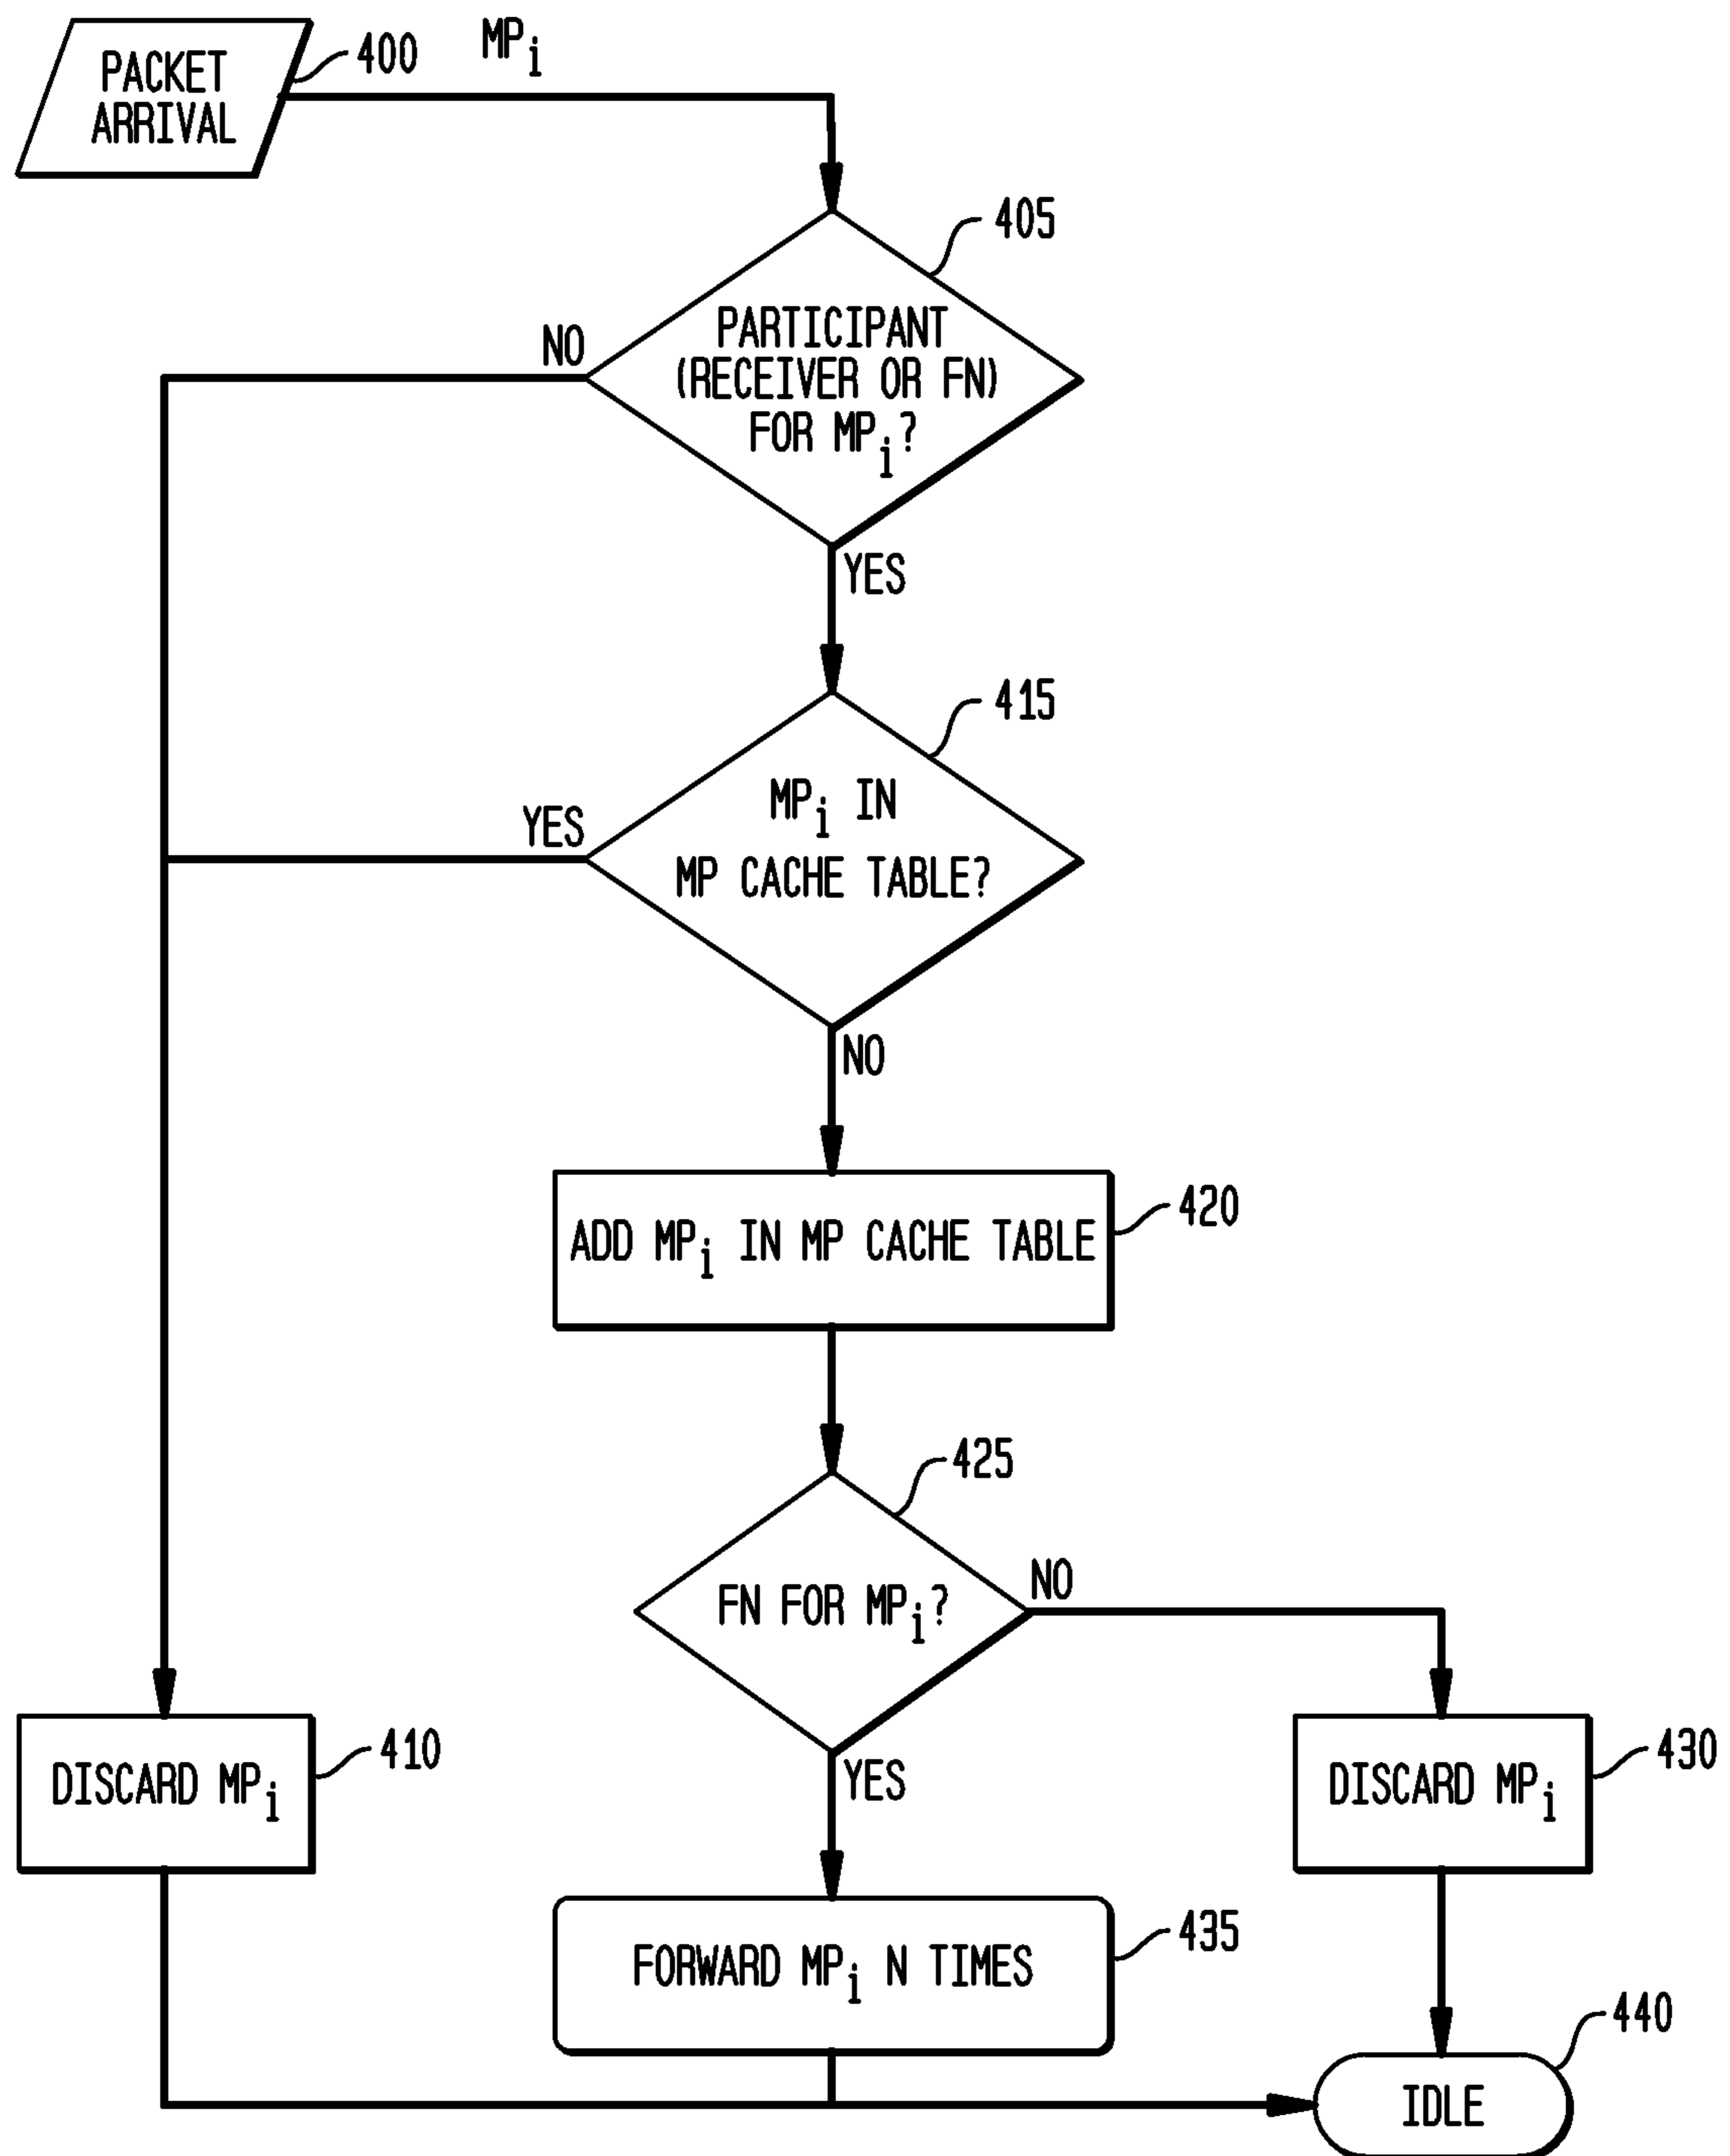 PACKET
ARRIVAL
400
MPi
405
PARTICIPANT
(RECEIVER OR FN)
FOR MPi?
NO
YES
415
MPi IN
MP CACHE TABLE?
YES
NO
420
ADD MPi IN MP CACHE TABLE
425
FN FOR MPi?
NO
YES
410
DISCARD MPi
430
DISCARD MPi
435
FORWARD MPi N TIMES
440
IDLE